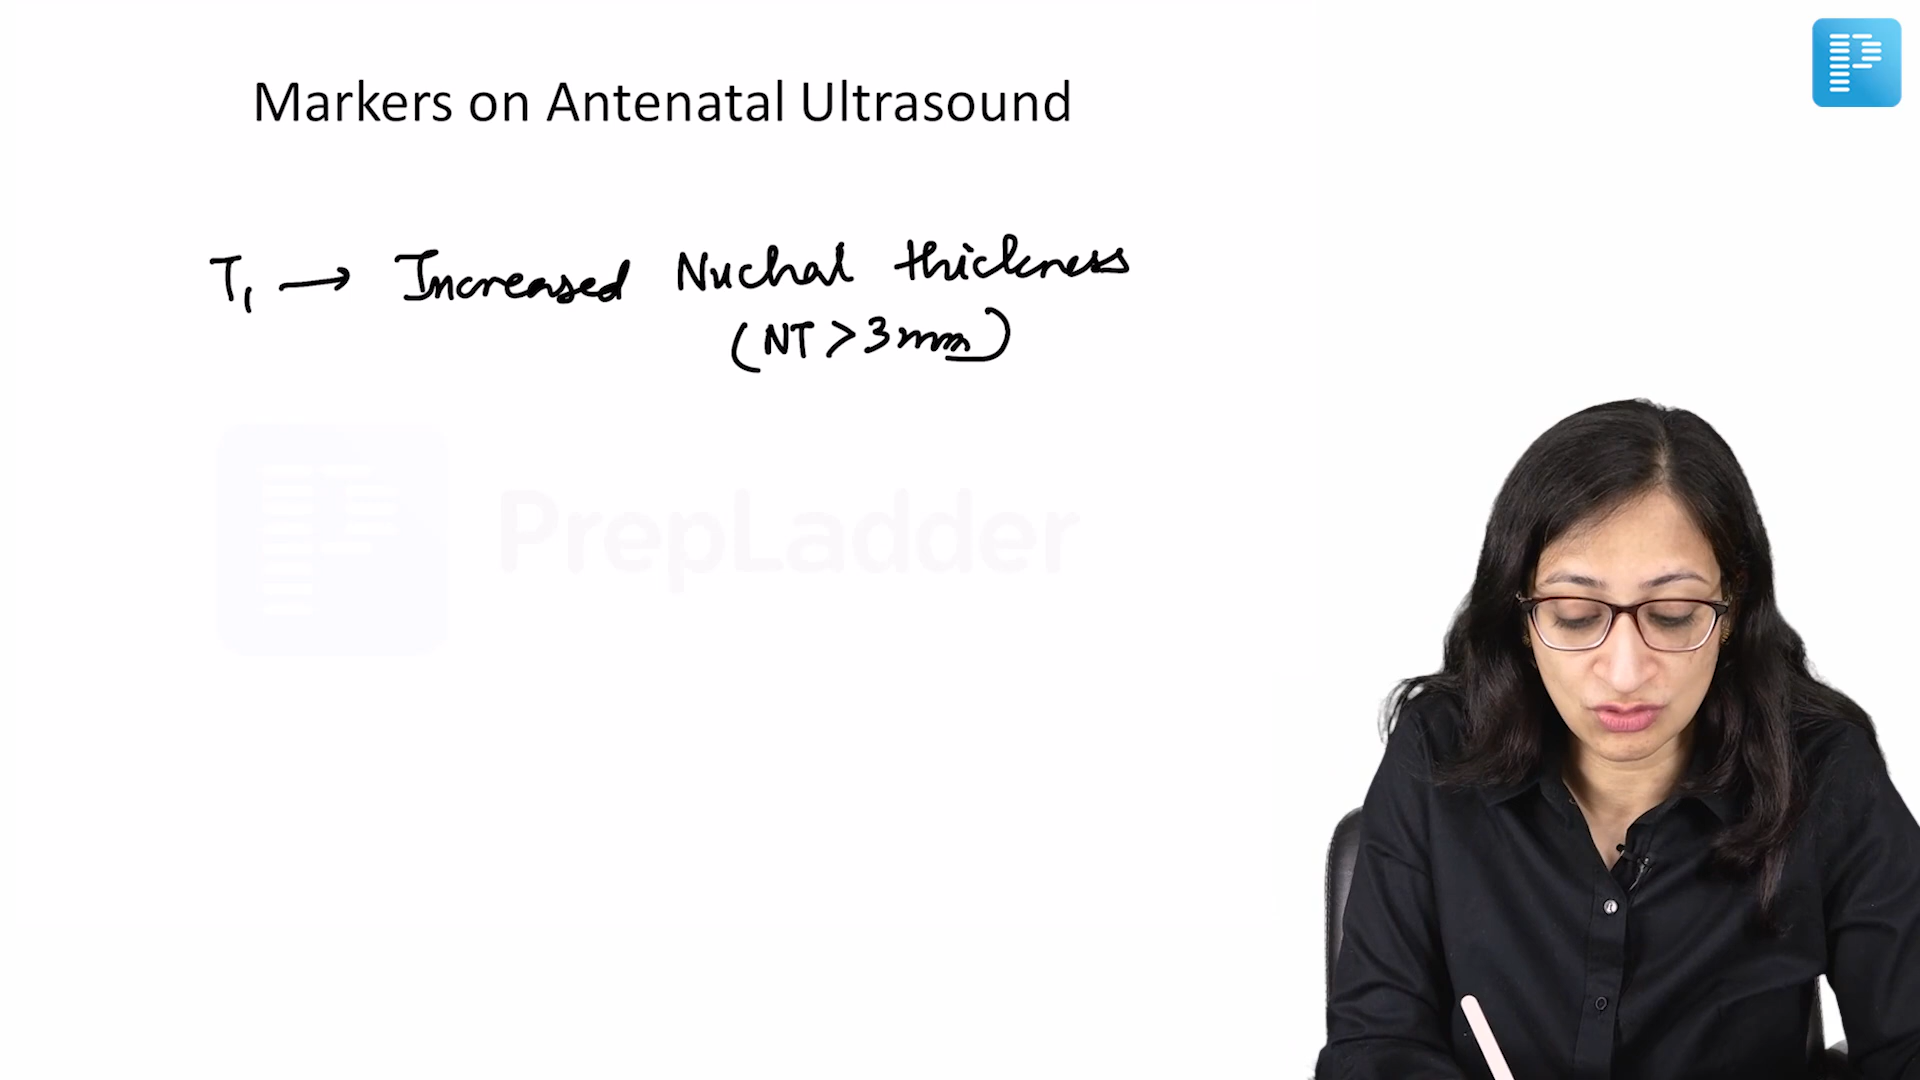 Markers on Antenatal Ultrasound
T₁ → Increased Nuchal thickness
(NT > 3mm)
PrepLadder